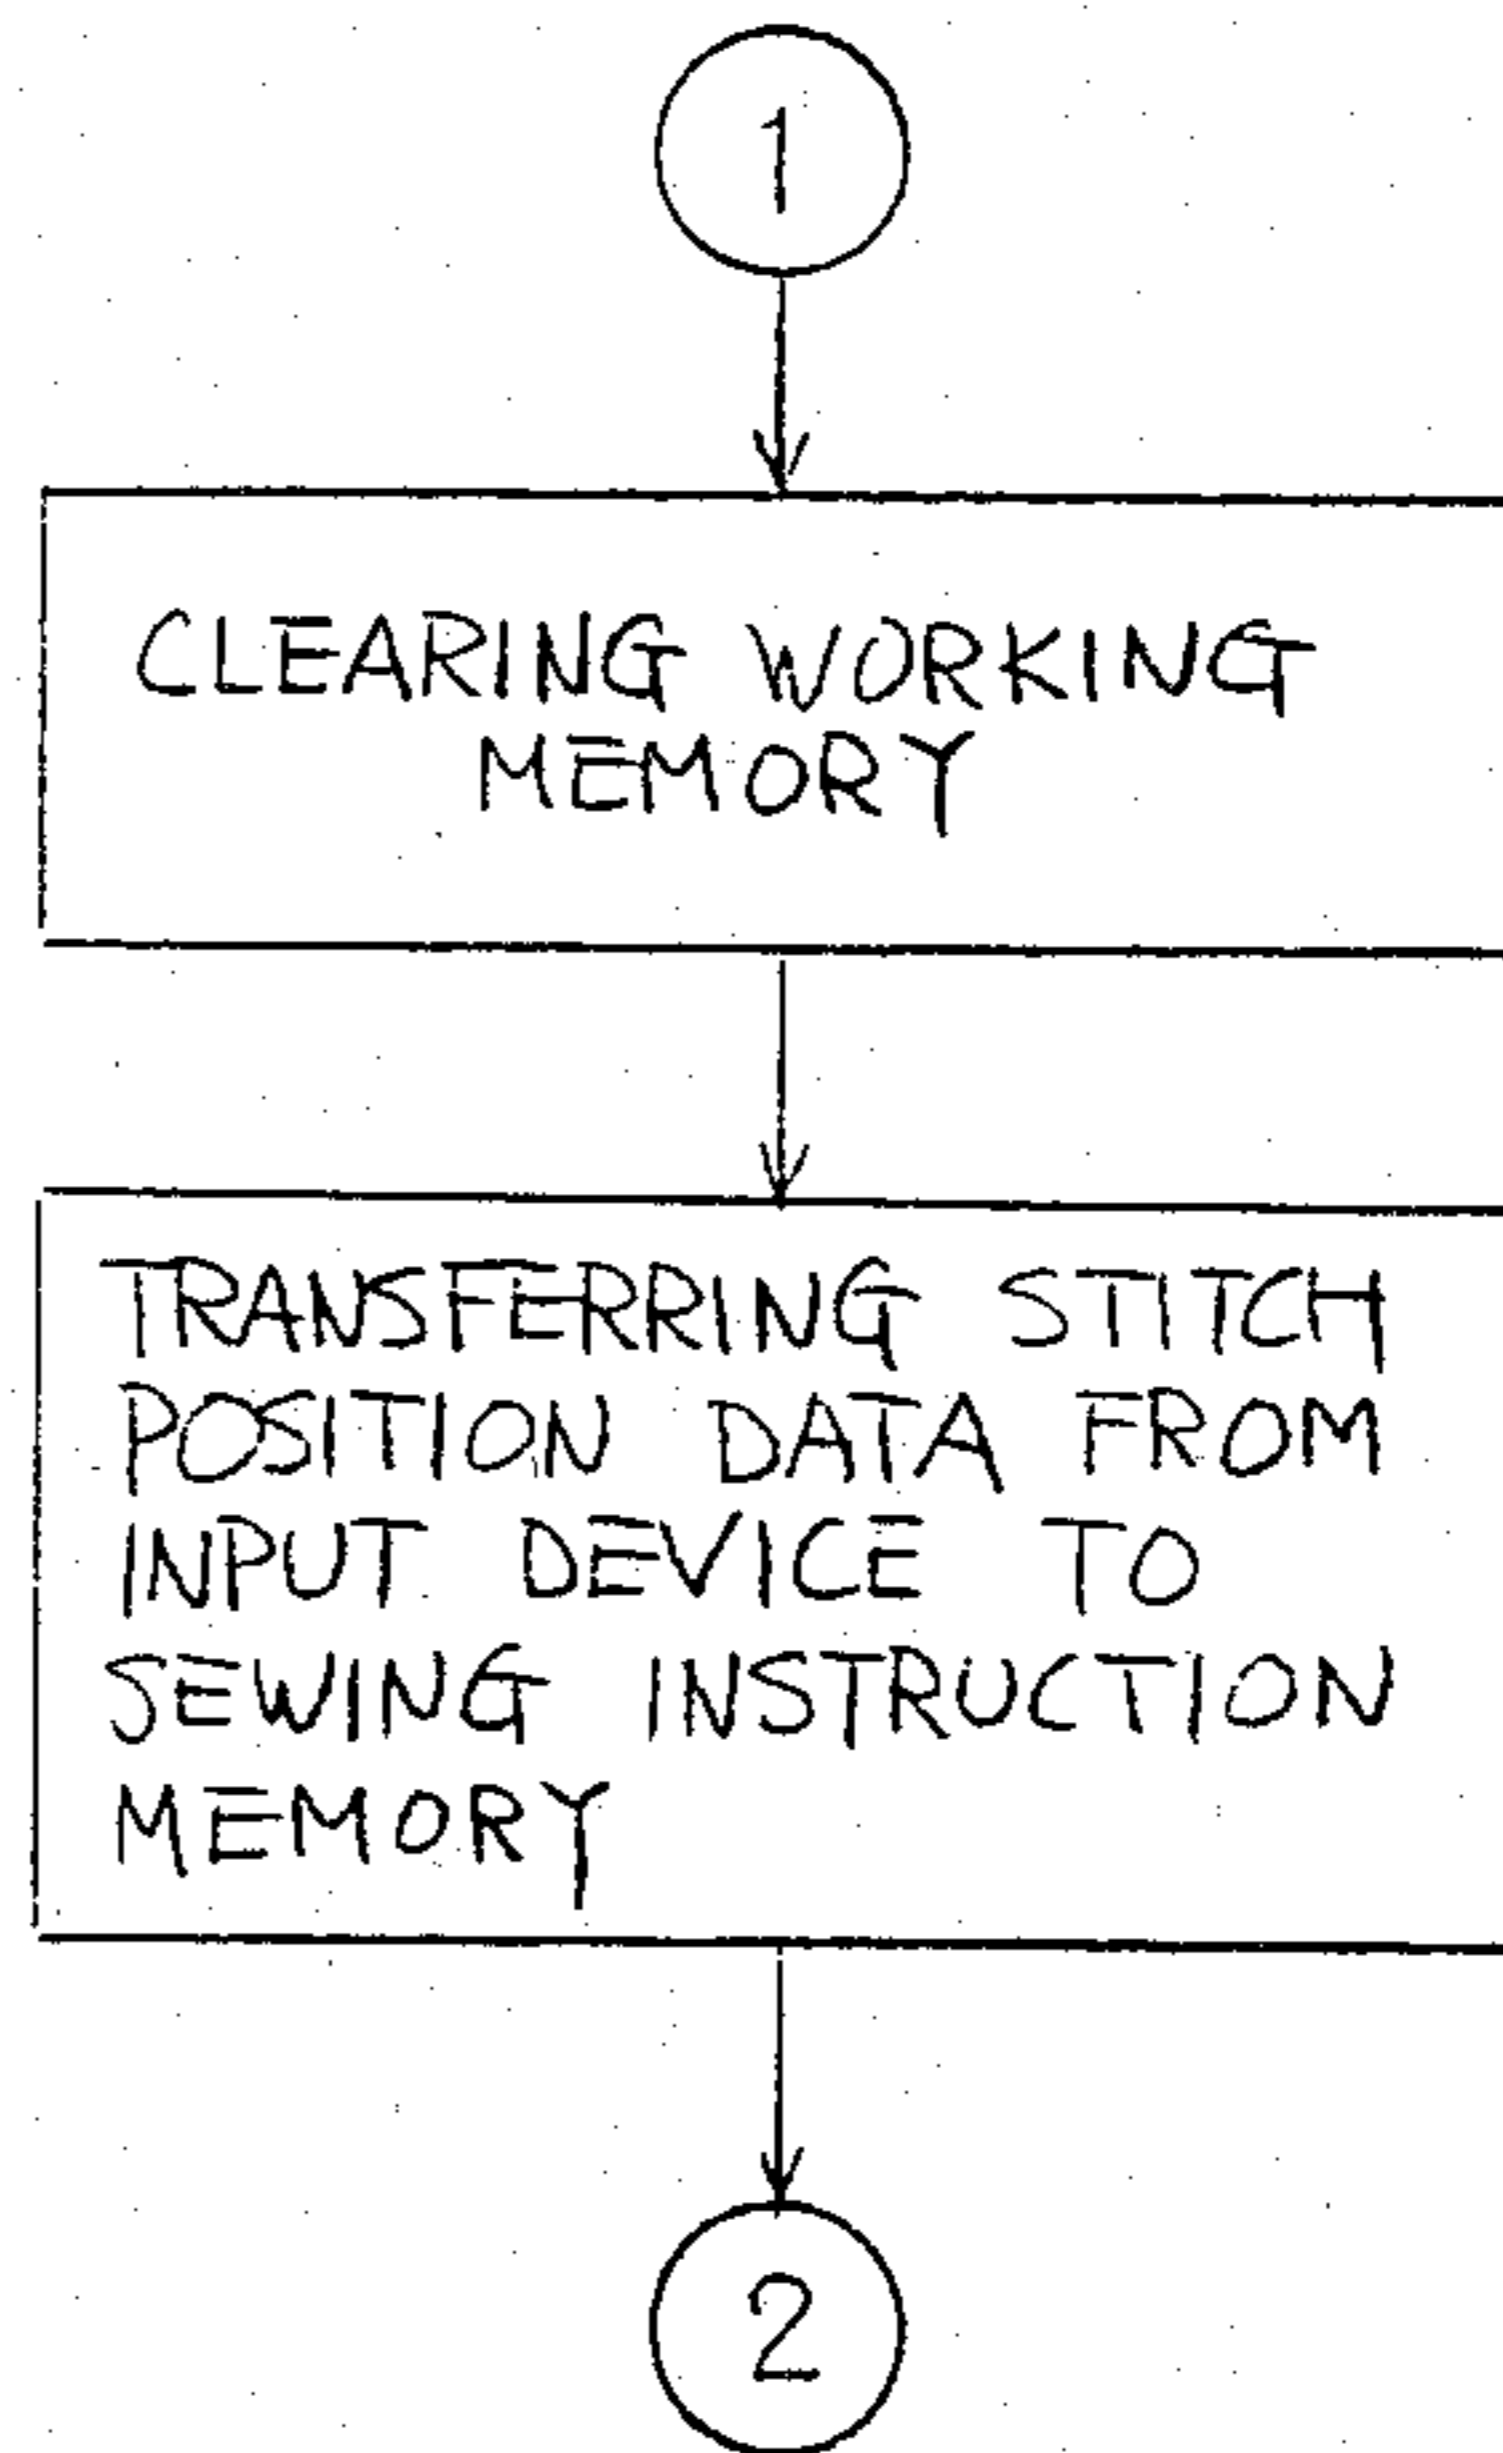 1
CLEARING WORKING
MEMORY
TRANSFERRING STITCH
POSITION DATA FROM
INPUT DEVICE TO
SEWING INSTRUCTION
MEMORY
2